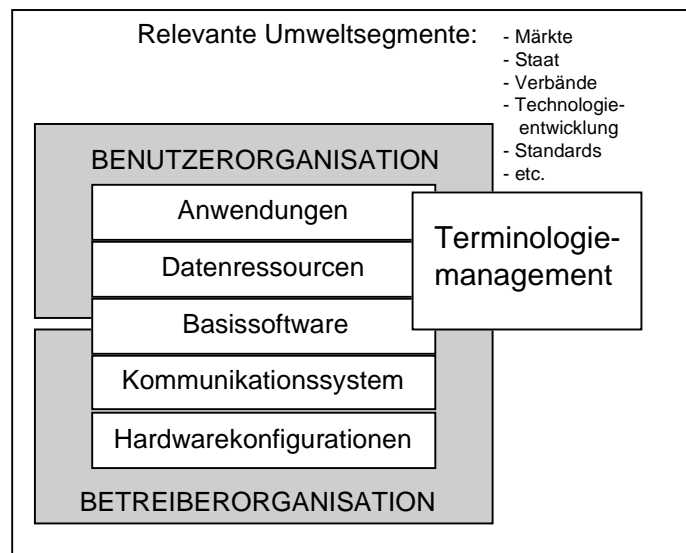 Relevante Umweltsegmente:
- Märkte
- Staat
- Verbände
- Technologie-
entwicklung
- Standards
- etc.
BENUTZERORGANISATION
Anwendungen
Datenressourcen
Basissoftware
Kommunikationssystem
Hardwarekonfigurationen
Terminologie-
management
BETREIBERORGANISATION